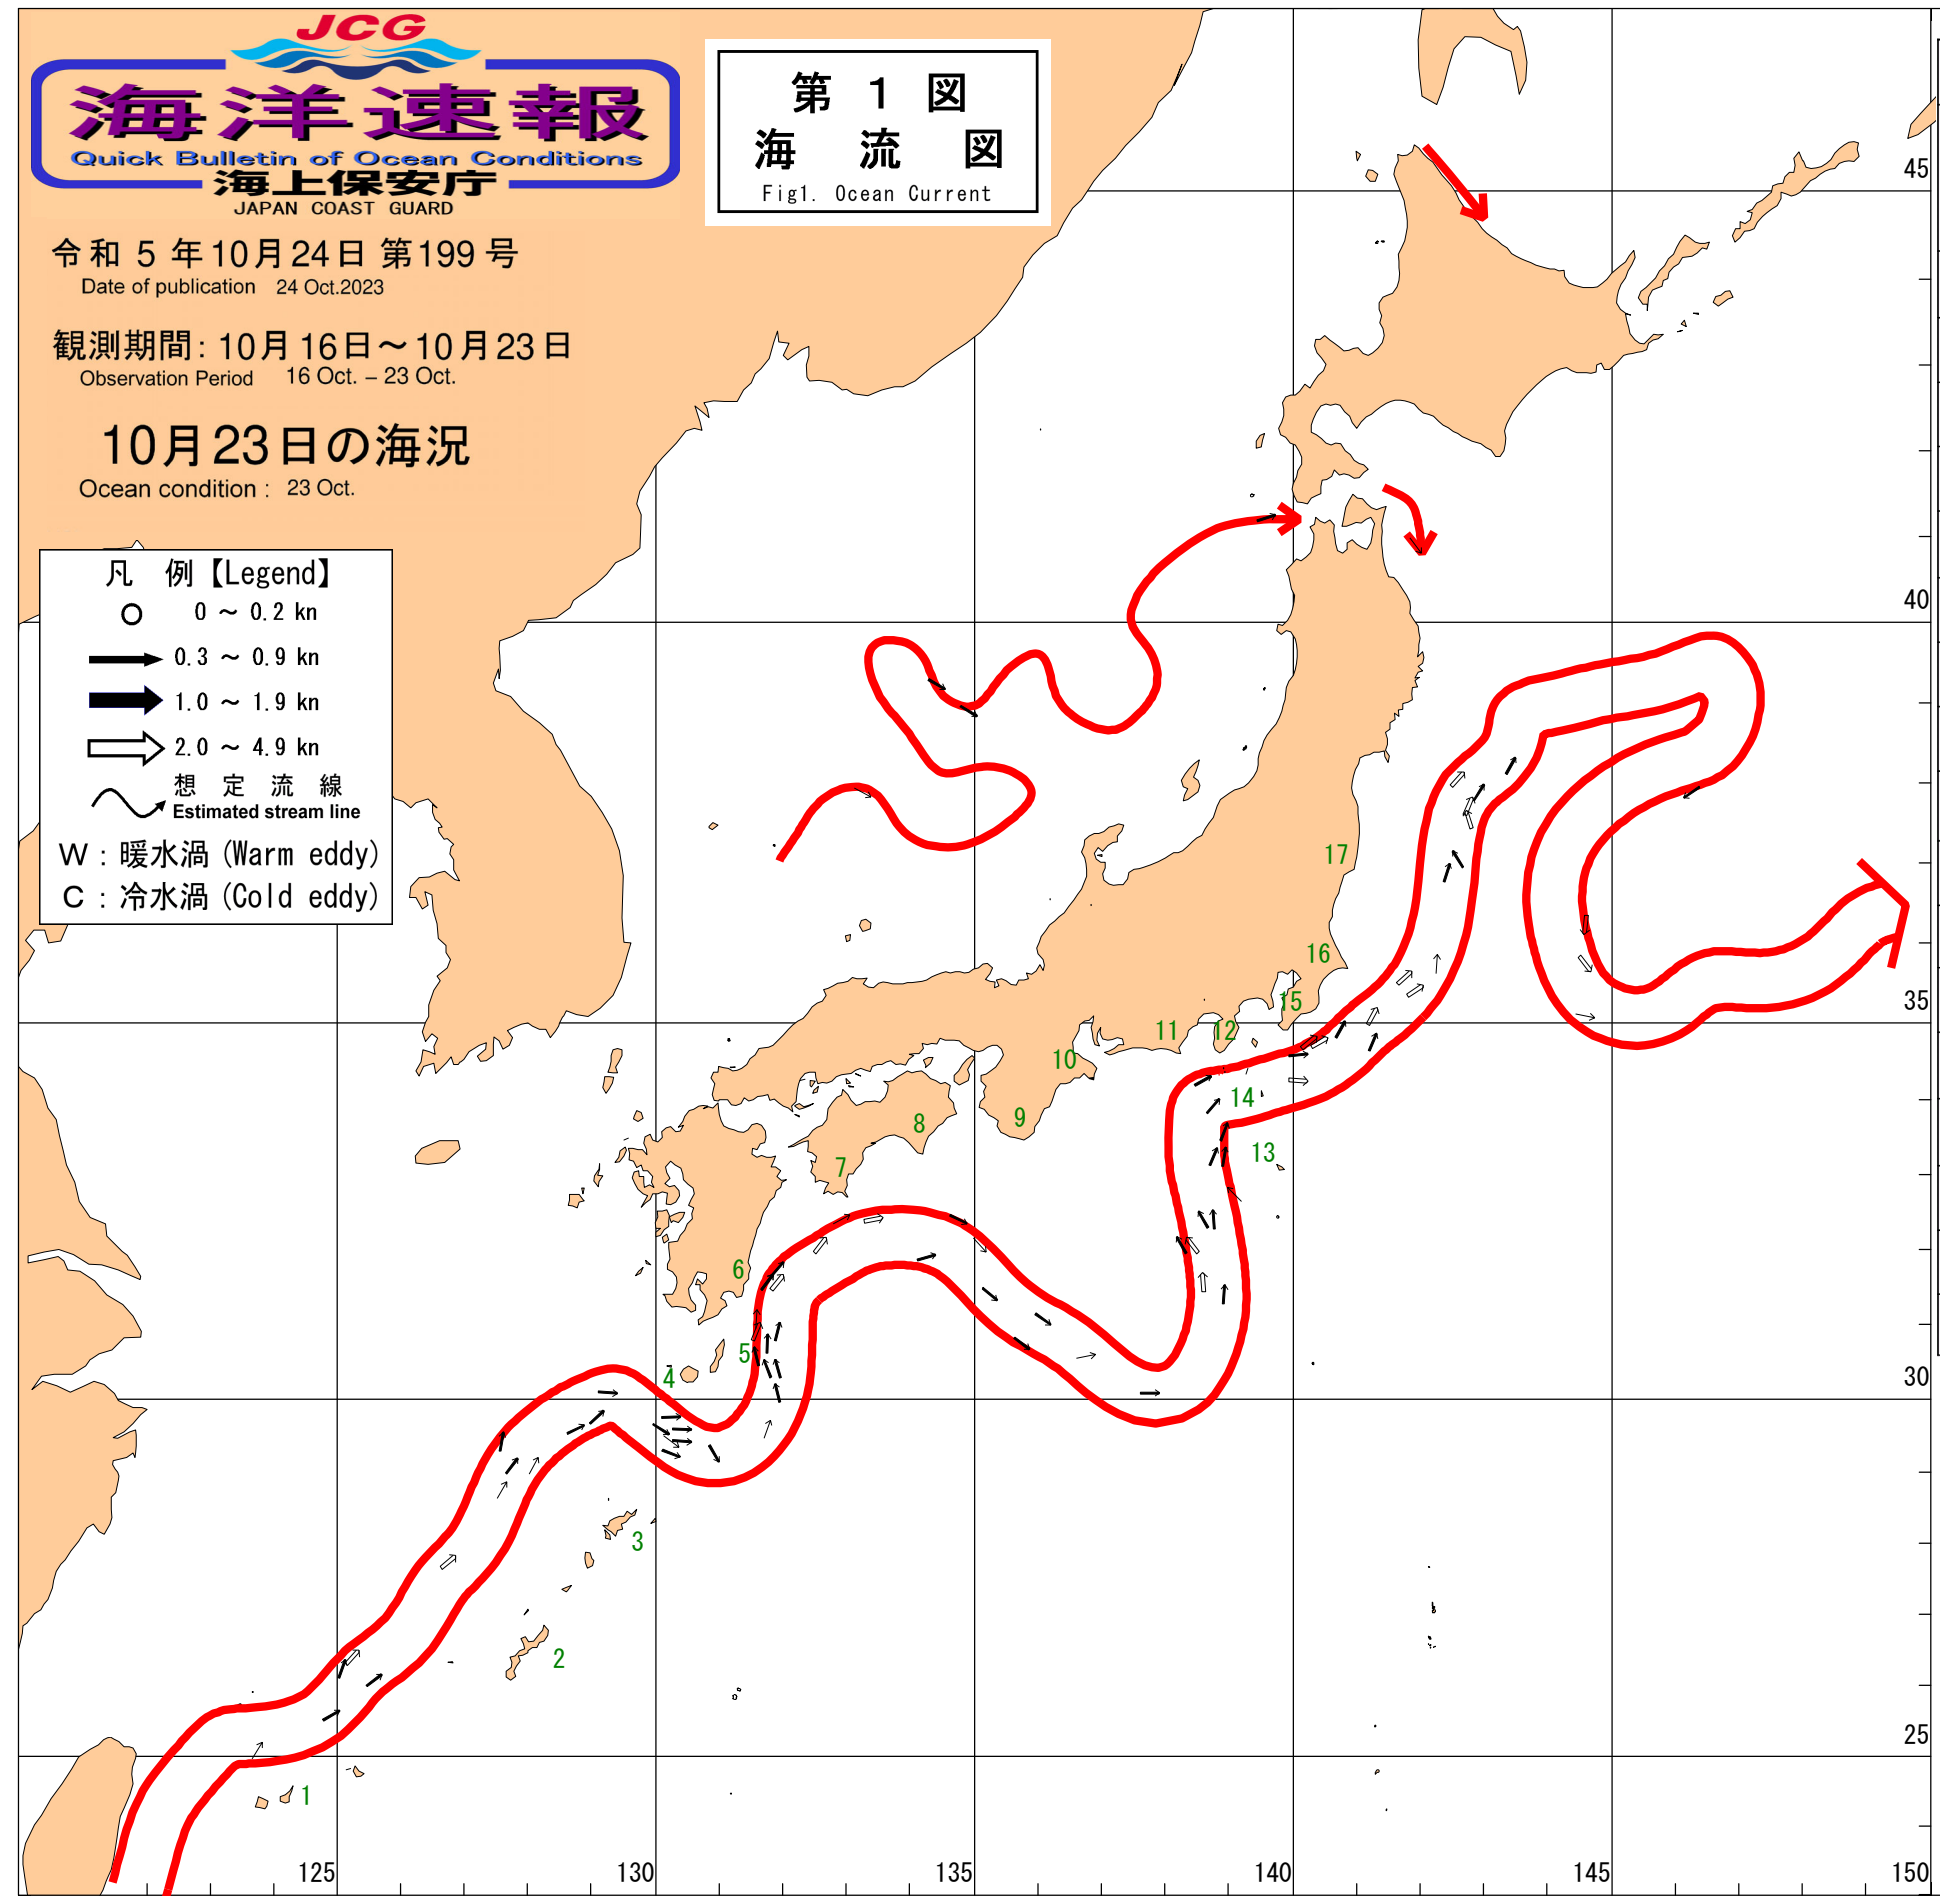 JCG
海洋速報
Quick Bulletin of Ocean Conditions
海上保安庁
JAPAN COAST GUARD
令和 5 年10月24日 第199号
Date of publication 24 Oct.2023
観測期間: 10月16日～10月23日
Observation Period 16 Oct. – 23 Oct.
10月23日の海況
Ocean condition : 23 Oct.
第 1 図
海 流 図
Fig1. Ocean Current
凡 例【Legend】
0 ～ 0.2 kn
0.3 ～ 0.9 kn
1.0 ～ 1.9 kn
2.0 ～ 4.9 kn
想 定 流 線
Estimated stream line
W : 暖水渦 (Warm eddy)
C : 冷水渦 (Cold eddy)
45
40
35
30
25
17
16
15
12
11
10
14
9
8
13
7
6
5
4
3
2
1
125
130
135
140
145
150